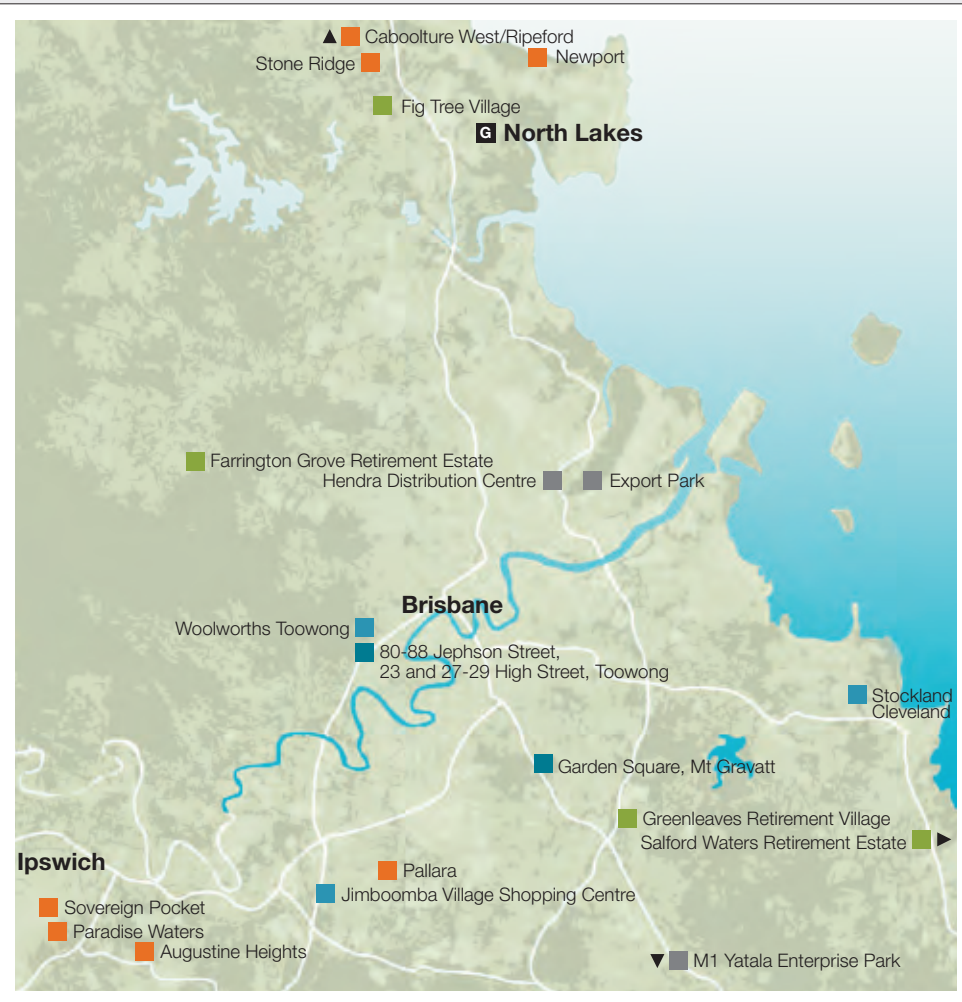 Caboolture West/Ripeford
Newport
Stone Ridge
Fig Tree Village
G North Lakes
Farrington Grove Retirement Estate
Hendra Distribution Centre
Export Park
Brisbane
Woolworths Toowong
80-88 Jephson Street,
23 and 27-29 High Street, Toowong
Stockland
Cleveland
Garden Square, Mt Gravatt
Greenleaves Retirement Village
Salford Waters Retirement Estate
Ipswich
Pallara
Jimboomba Village Shopping Centre
Sovereign Pocket
Paradise Waters
Augustine Heights
M1 Yatala Enterprise Park